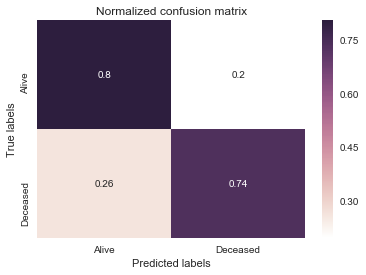 Normalized confusion matrix
True labels
Alive
Deceased
0.8
0.2
0.26
0.74
Alive
Deceased
Predicted labels
0.75
0.60
0.45
0.30